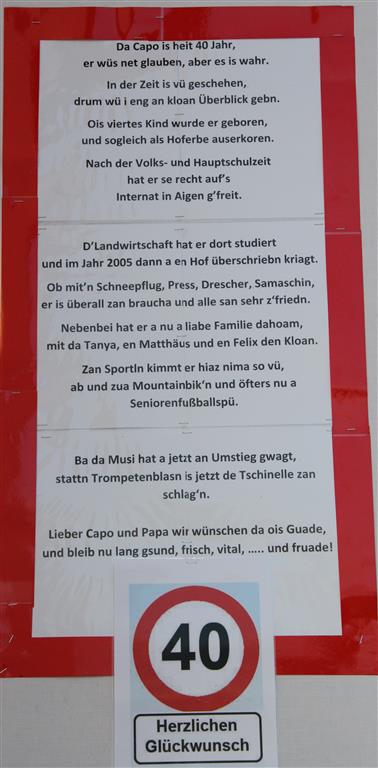 Da Capo is heit 40 Jahr,
er wüs net glauben, aber es is wahr.
In der Zeit is vü geschehen,
drum wü i eng an kloan Überblick gebn.
Ois viertes Kind wurde er geboren,
und sogleich als Hoferbe auserkoren.
Nach der Volks- und Hauptschulzeit
hat er se recht auf's
Internat in Aigen g'freit.
D'Landwirtschaft hat er dort studiert
und im Jahr 2005 dann a en Hof überschriebn kriagt.
Ob mit'n Schneepflug, Press, Drescher, Samaschin,
er is überall zan braucha und alle san sehr z'friedn.
Nebenbei hat er a nu a liabe Familie dahoam,
mit da Tanya, en Matthäus und en Felix den Kloan.
Zan Sportln kimmt er hiaz nima so vü,
ab und zua Mountainbik'n und öfters nu a
Seniorenfußballspü.
Ba da Musi hat a jetzt an Umstieg gwagt,
stattn Trompetenblasn is jetzt de Tschinelle zan
schlag'n.
Lieber Capo und Papa wir wünschen da ois Guade,
und bleib nu lang gsund, frisch, vital, ..... und fruade!
40
Herzlichen
Glückwunsch